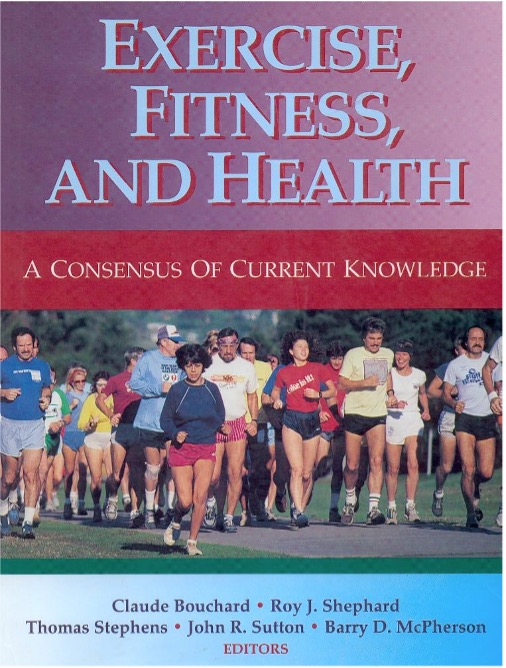 EXERCISE,
FITNESS,
AND HEALTH
A CONSENSUS OF CURRENT KNOWLEDGE
Claude Bouchard • Roy J. Shephard
Thomas Stephens • John R. Sutton • Barry D. McPherson
EDITORS